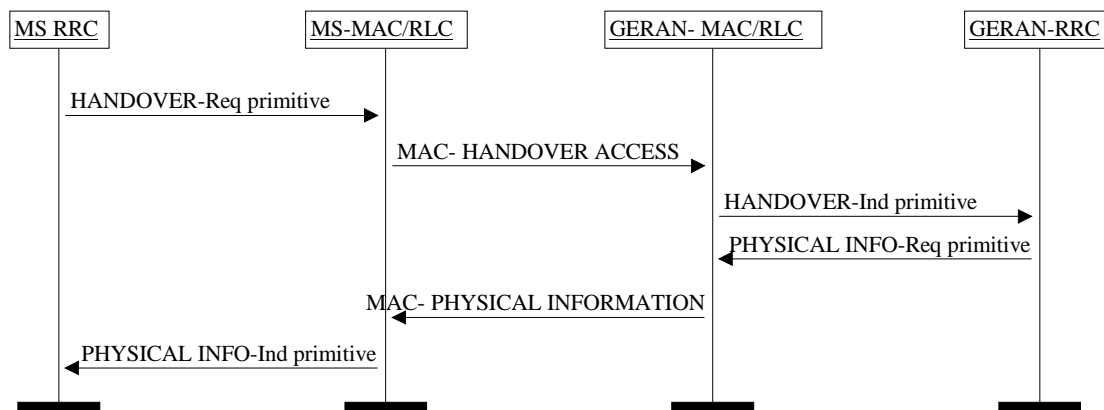 MS RRC
MS-MAC/RLC
GERAN- MAC/RLC
GERAN-RRC
HANDOVER-Req primitive
MAC- HANDOVER ACCESS
HANDOVER-Ind primitive
PHYSICAL INFO-Req primitive
MAC- PHYSICAL INFORMATION
PHYSICAL INFO-Ind primitive